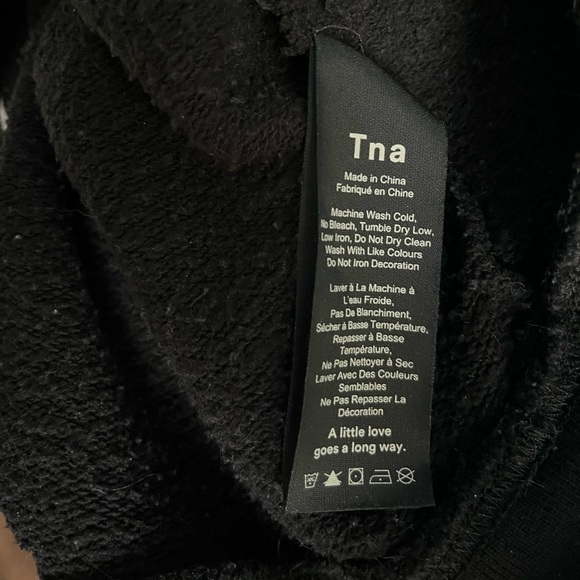 Tna
Made in China
Fabriqué en Chine
Machine Wash Cold,
No Bleach, Tumble Dry Low,
Low Iron, Do Not Dry Clean
Wash With Like Colours
Do Not Iron Decoration
Laver à La Machine à
L'eau Froide,
Pas De Blanchiment,
Sécher à Basse Température,
Repasser à Basse
Température,
Ne Pas Nettoyer à Sec
Laver Avec Des Couleurs
Semblables
Ne Pas Repasser La
Décoration
A little love
goes a long way.